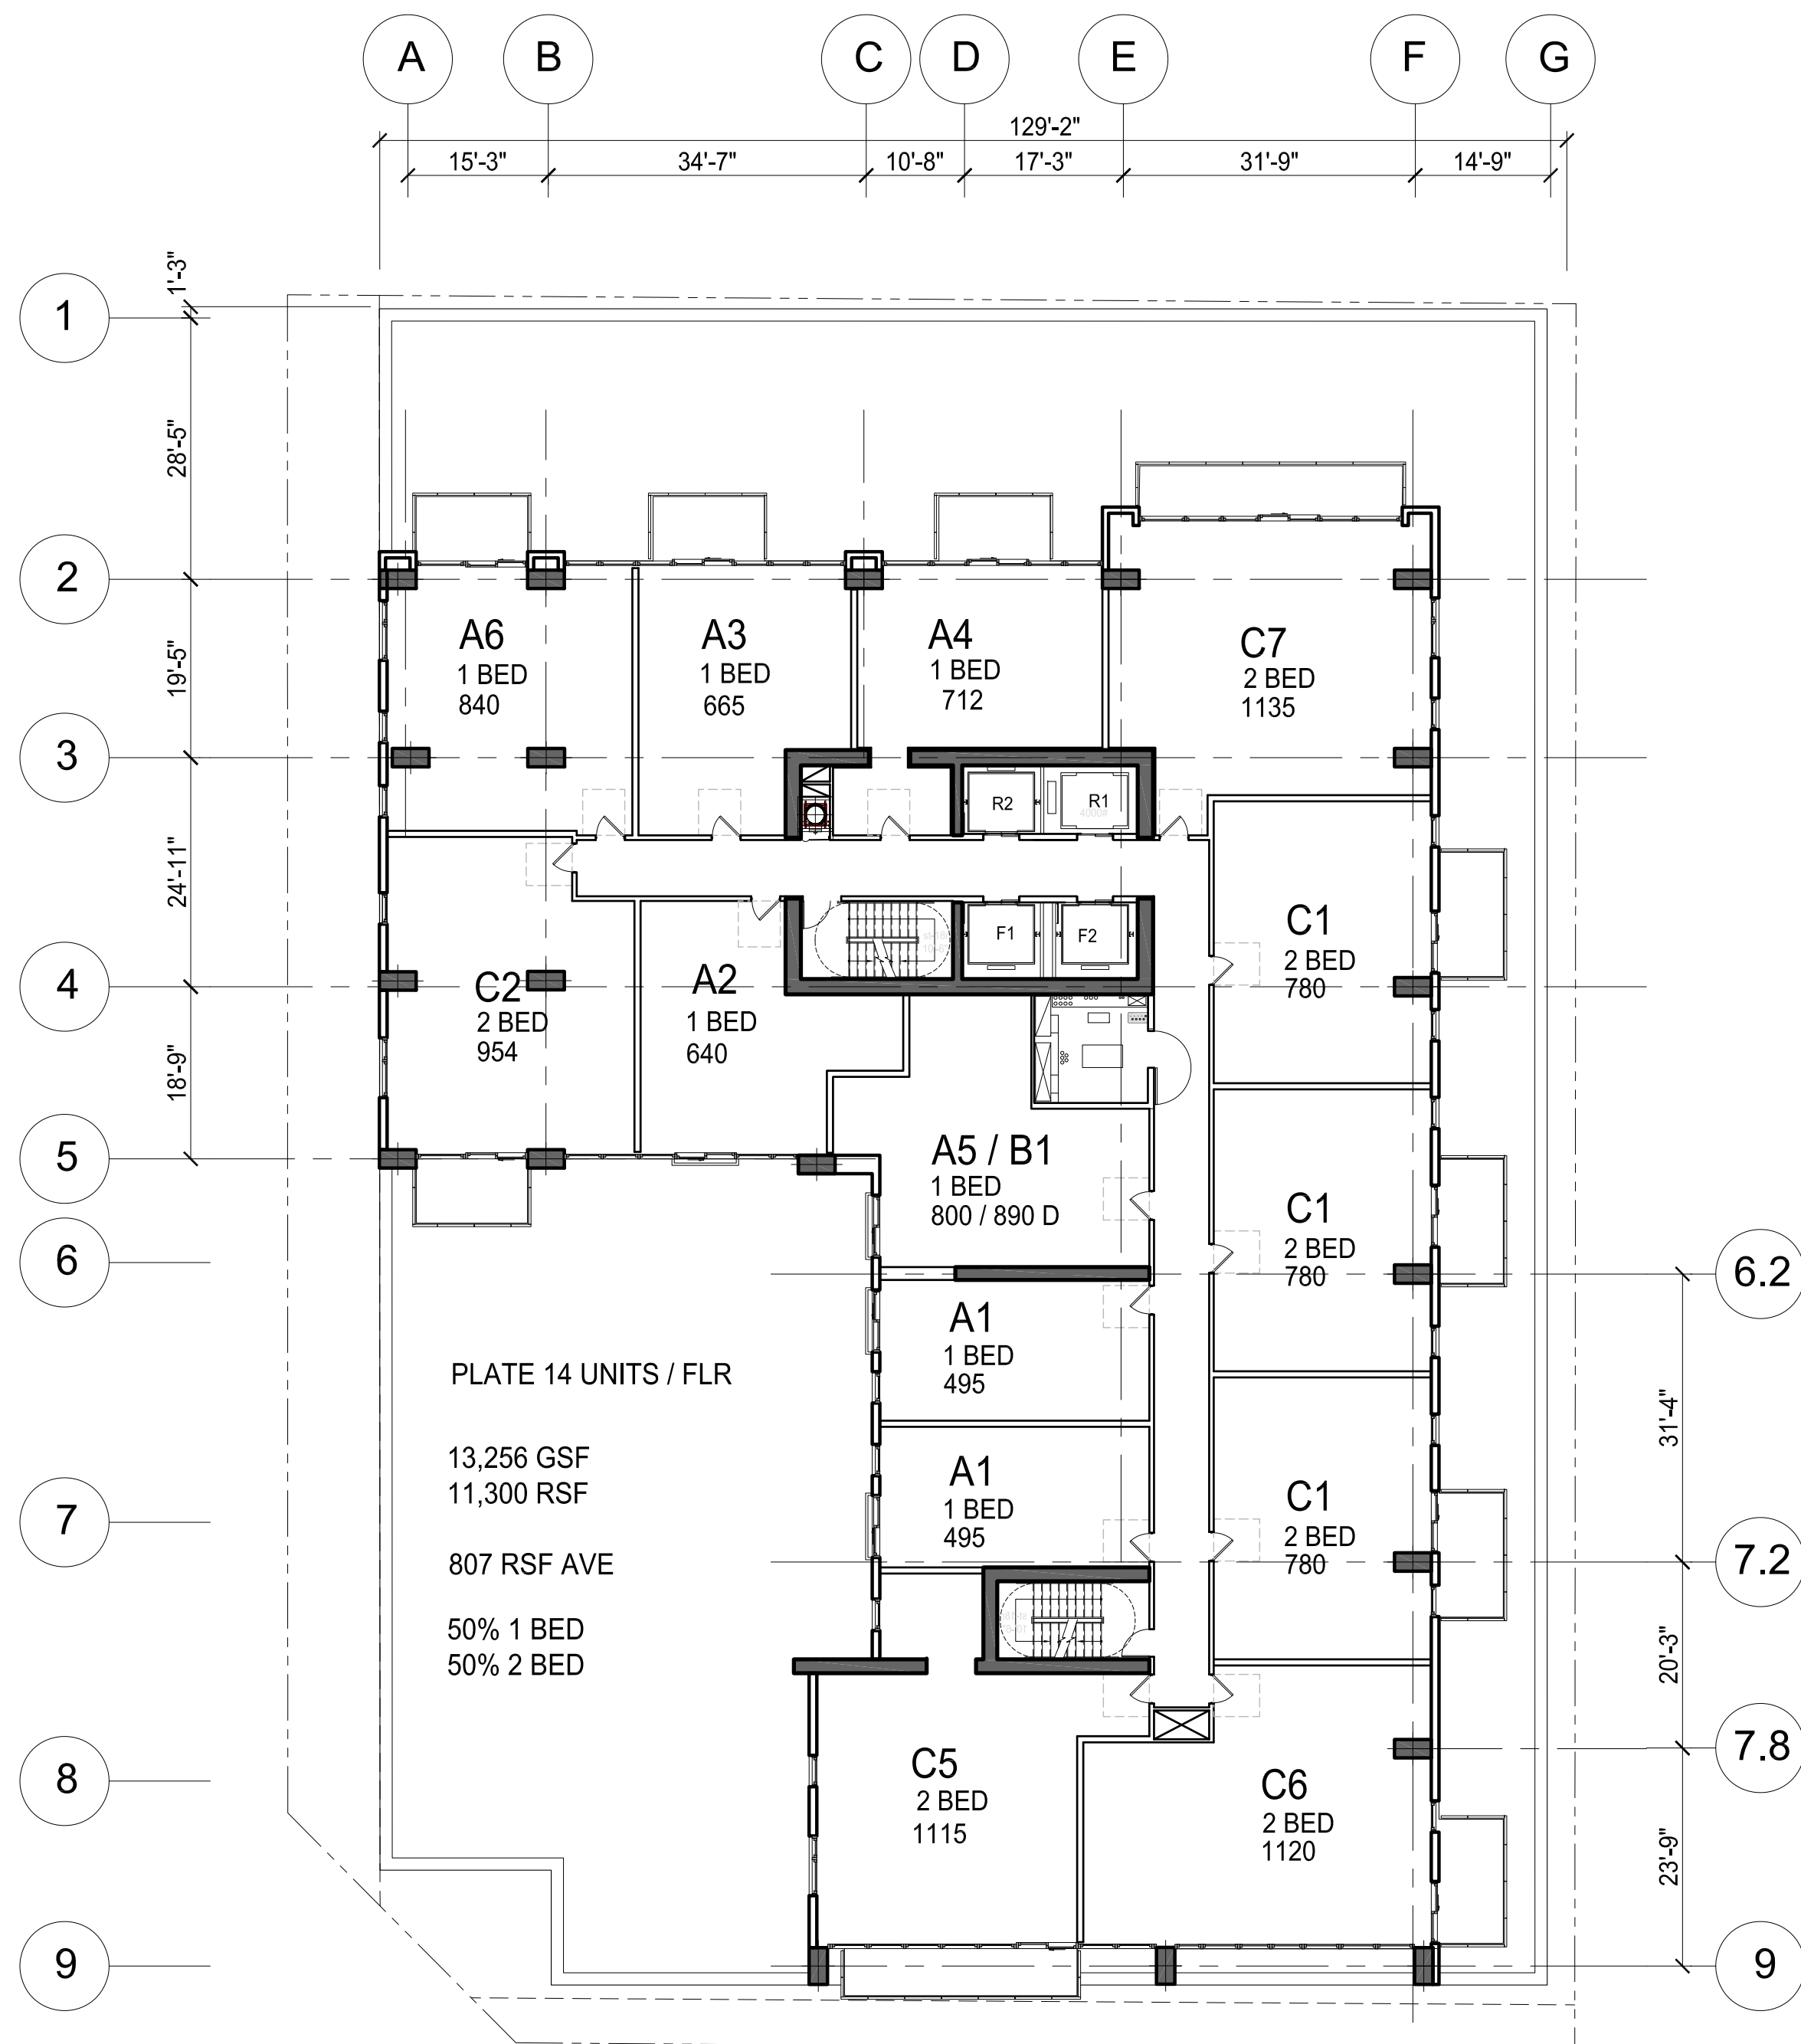 A B C D E F G
129'-2"
15'-3" 34'-7" 10'-8" 17'-3" 31'-9" 14'-9"
1'-3"
1
28'-5"
2
19'-5"
3
24'-11"
4
18'-9"
5
6
7
8
9
A6
1 BED
840
A3
1 BED
665
A4
1 BED
712
C7
2 BED
1135
R2
R1
4000#
F1
F2
C2
2 BED
954
A2
1 BED
640
C1
2 BED
780
A5 / B1
1 BED
800 / 890 D
C1
2 BED
780
A1
1 BED
495
A1
1 BED
495
C1
2 BED
780
PLATE 14 UNITS / FLR
13,256 GSF
11,300 RSF
807 RSF AVE
50% 1 BED
50% 2 BED
C5
2 BED
1115
C6
2 BED
1120
6.2
31'-4"
7.2
20'-3"
7.8
23'-9"
9